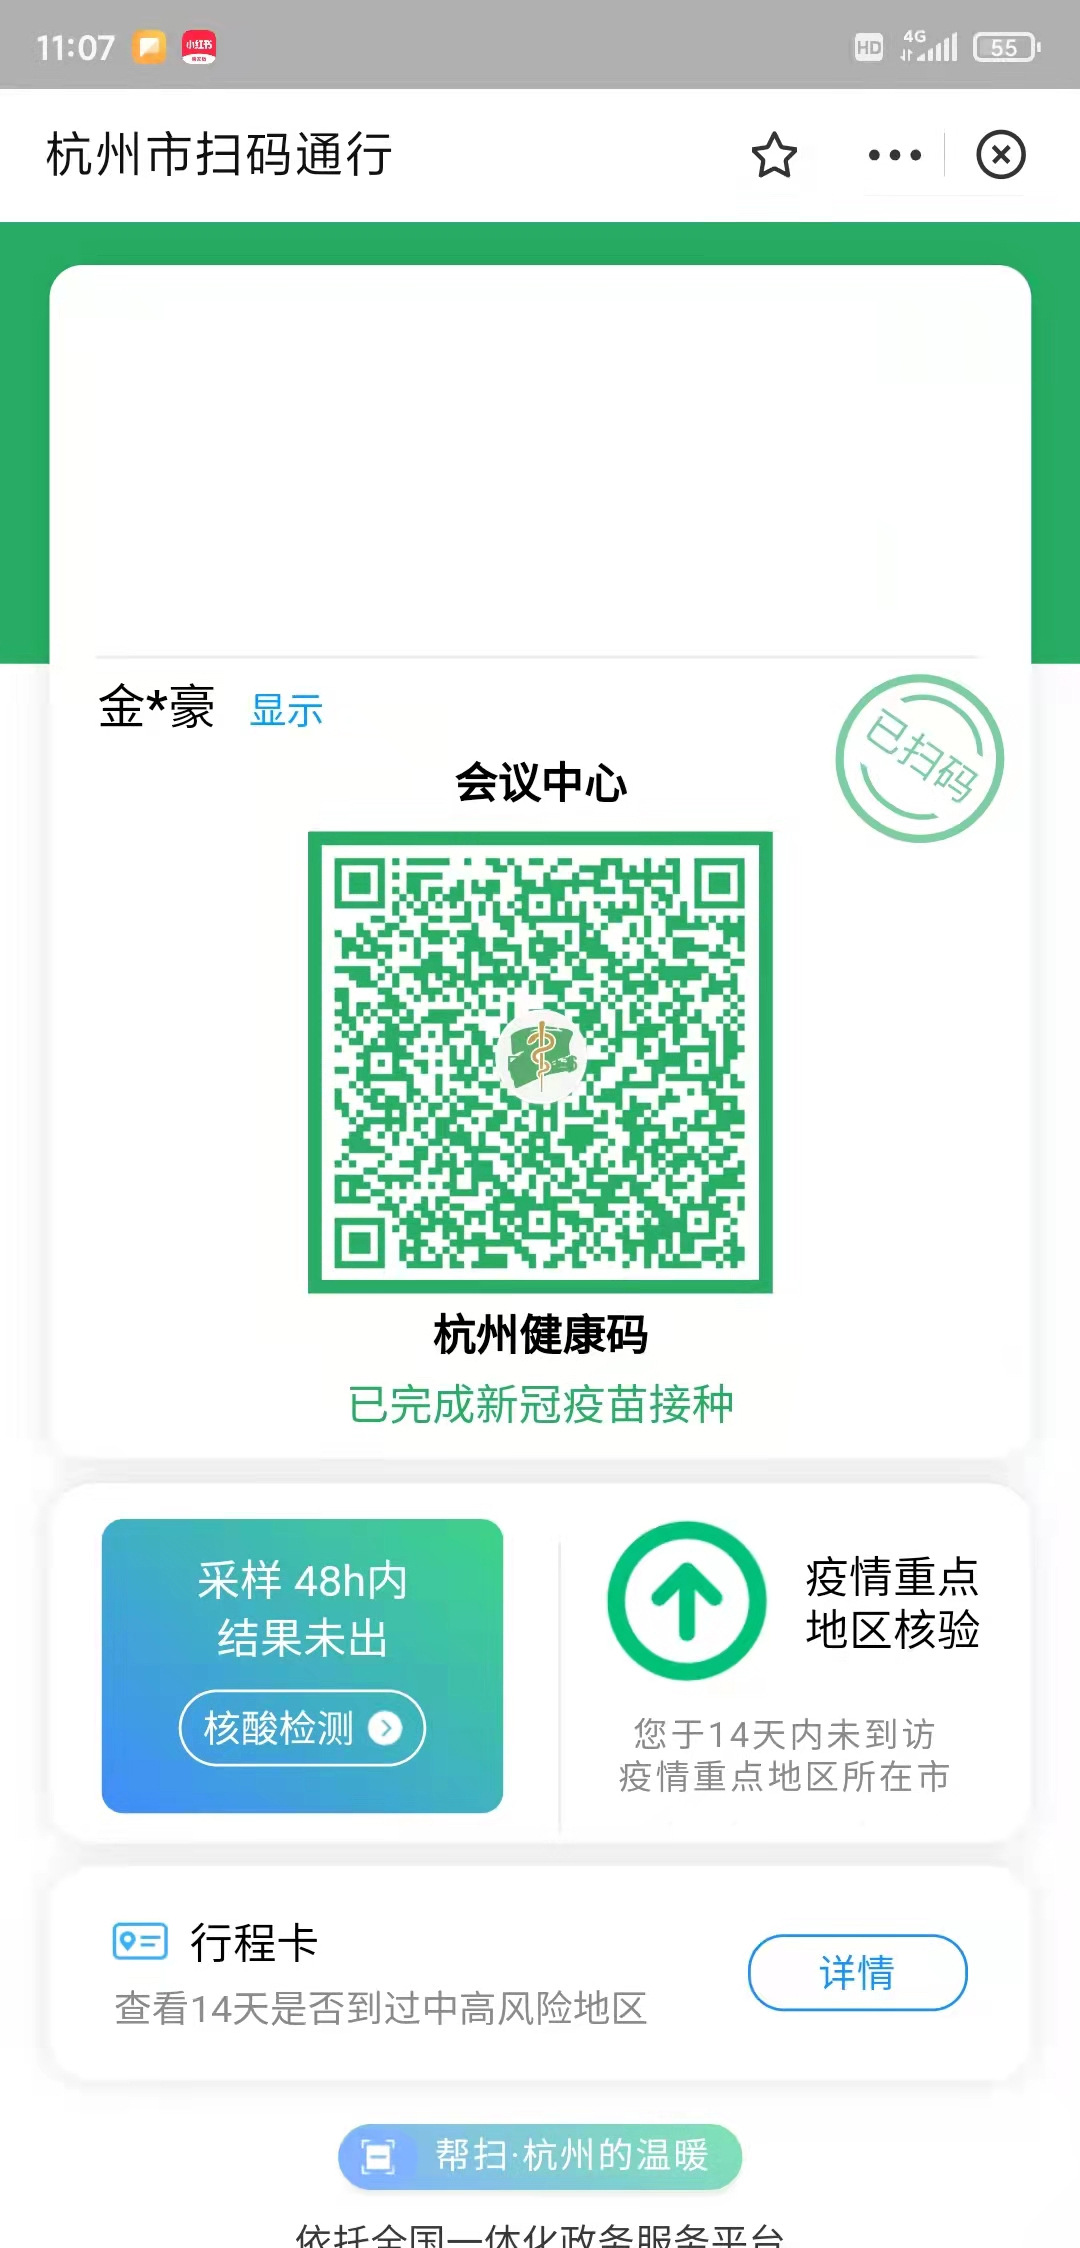 11:07
小红书
HD
4G
55
杭州市扫码通行
金*豪 显示
已扫码
会议中心
杭州健康码
已完成新冠疫苗接种
采样 48h内
结果未出
核酸检测
疫情重点
地区核验
您于14天内未到访
疫情重点地区所在市
行程卡
查看14天是否到过中高风险地区
详情
帮扫·杭州的温暖
依托全国一体化政务服务平台